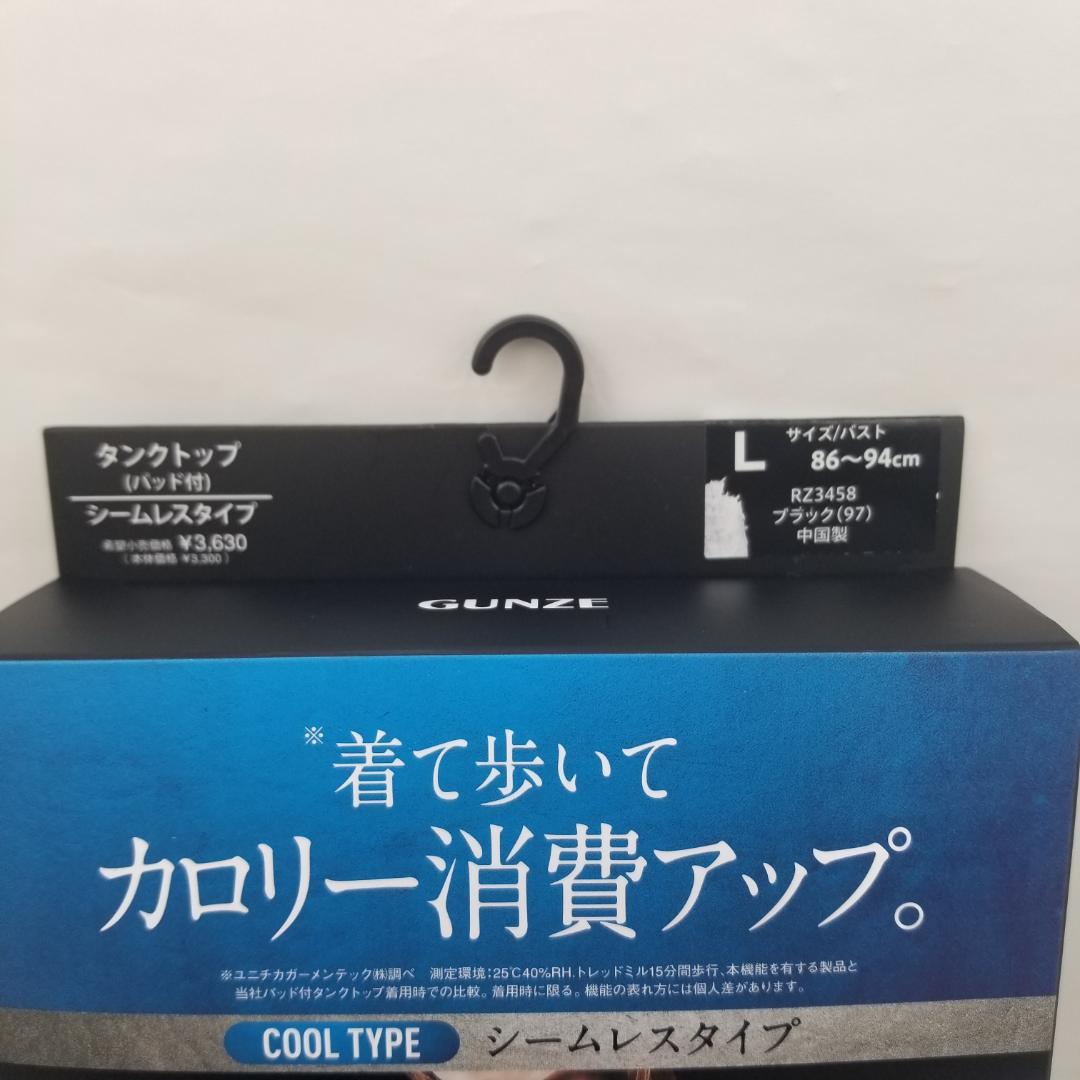 タンクトップ
(パッド付)
シームレスタイプ
希望小売価格 ¥3,630
(本体価格 ¥3,300)
L サイズ/バスト
86〜94cm
RZ3458
ブラック(97)
中国製
GUNZE
※着て歩いて
カロリー消費アップ。
※ユニチカガーメンテック㈱調べ 測定環境:25℃40%RH.トレッドミル15分間歩行、本機能を有する製品と
当社パッド付タンクトップ着用時での比較。着用時に限る。機能の表れ方には個人差があります。
COOL TYPE シームレスタイプ